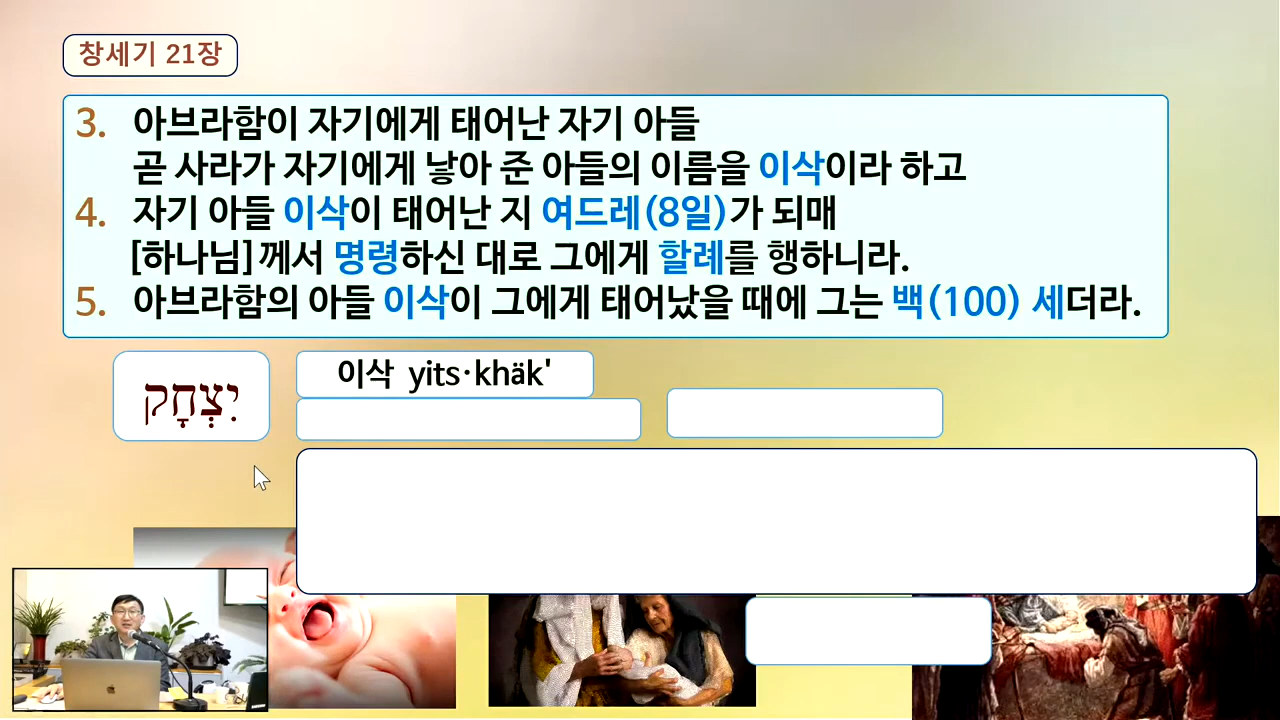 창세기 21장
3. 아브라함이 자기에게 태어난 자기 아들
곧 사라가 자기에게 낳아 준 아들의 이름을 이삭이라 하고
4. 자기 아들 이삭이 태어난 지 여드레(8일)가 되매
[하나님]께서 명령하신 대로 그에게 할례를 행하니라.
5. 아브라함의 아들 이삭이 그에게 태어났을 때에 그는 백(100) 세더라.
יִצְחָק
이삭 yits·khäk'